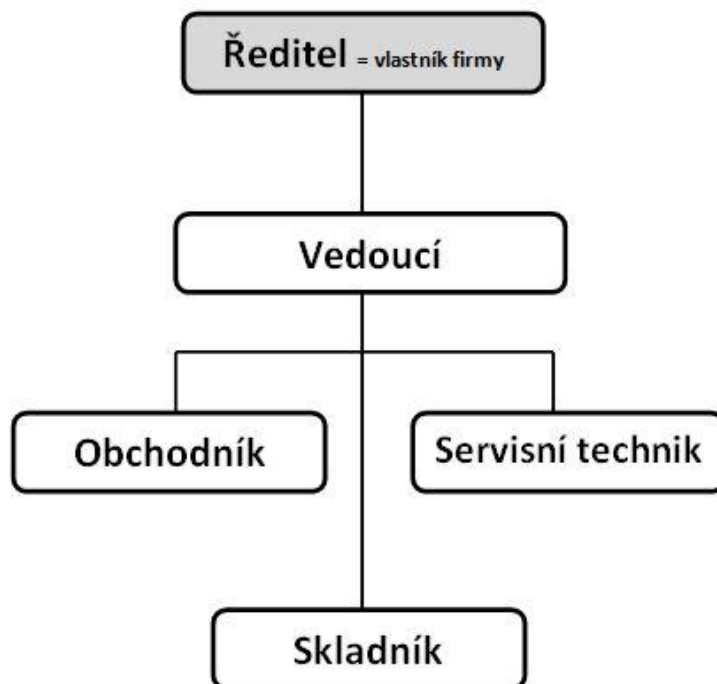 Ředitel = vlastník firmy
Vedoucí
Obchodník
Servisní technik
Skladník